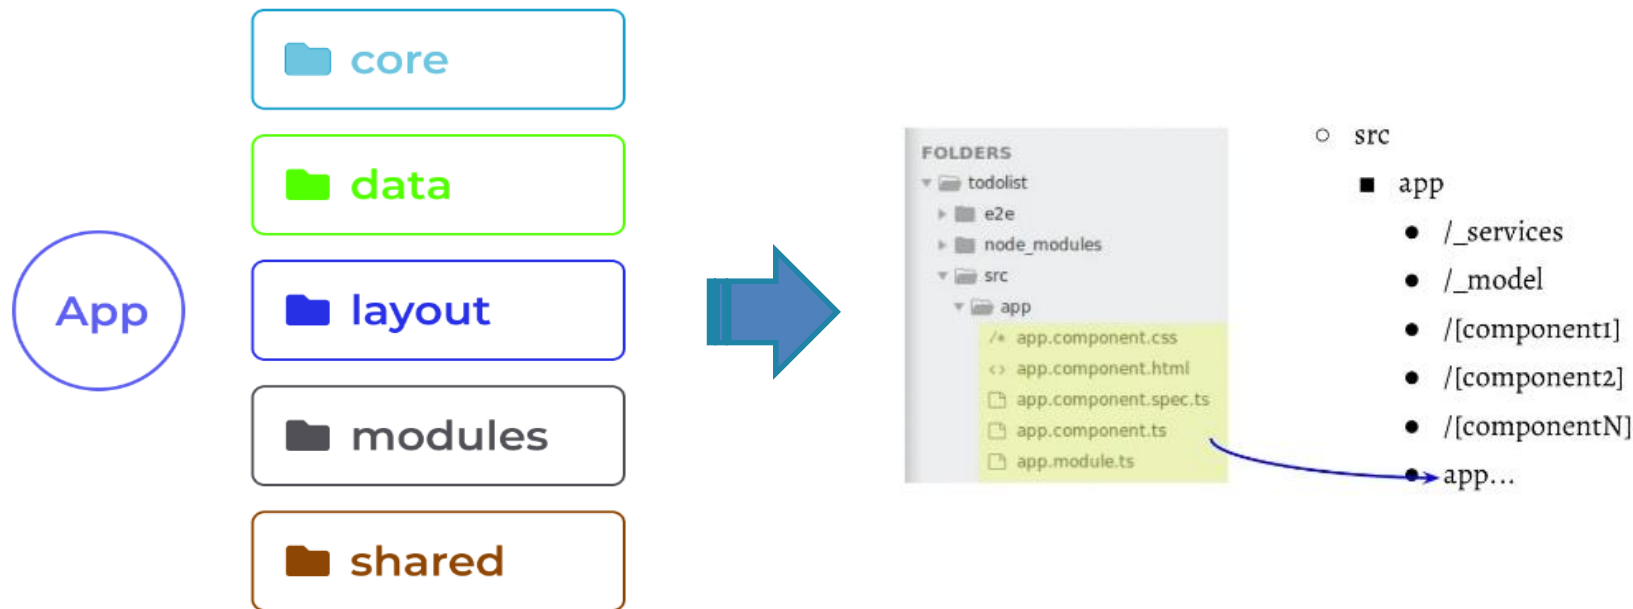 App
core
data
layout
modules
shared
FOLDERS
todolist
e2e
node_modules
src
app
/* app.component.css
<> app.component.html
app.component.spec.ts
app.component.ts
app.module.ts
src
app
/_services
/_model
/[component1]
/[component2]
/[componentN]
app...